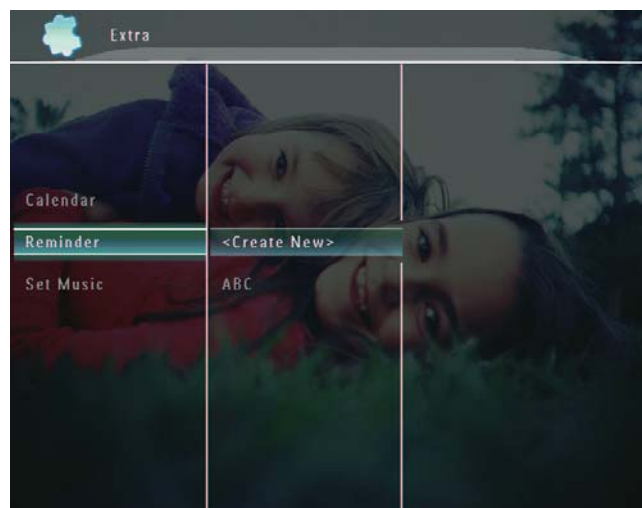 Extra
Calendar
Reminder
<Create New>
Set Music
ABC